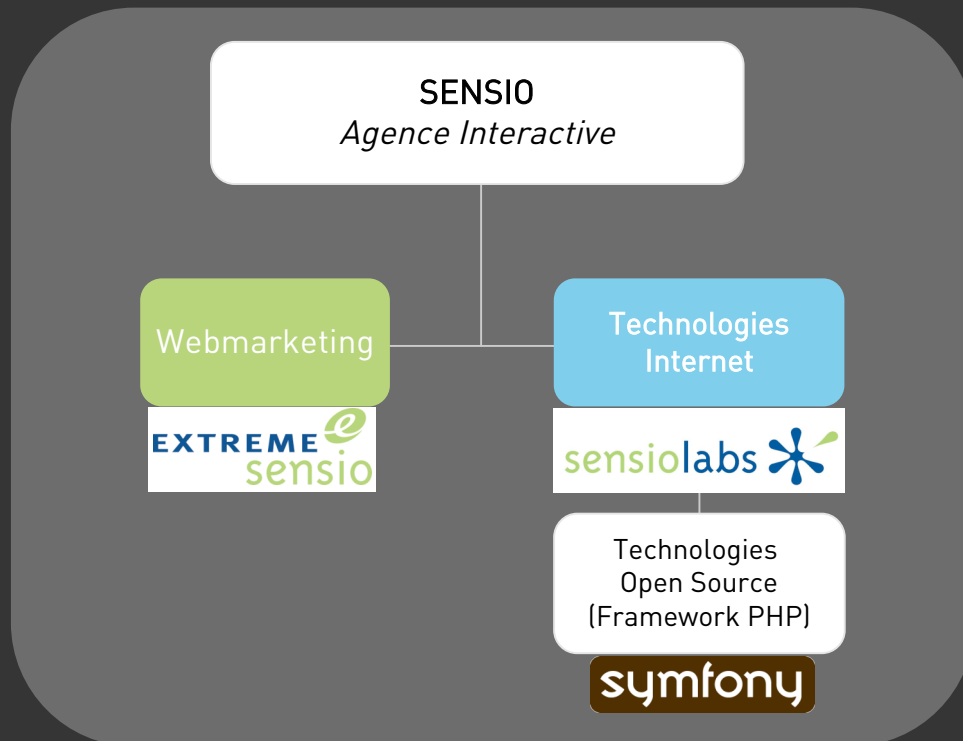 SENSIO
Agence Interactive
Webmarketing
EXTREME e
sensio
Technologies
Internet
sensiolabs
Technologies
Open Source
(Framework PHP)
symfony